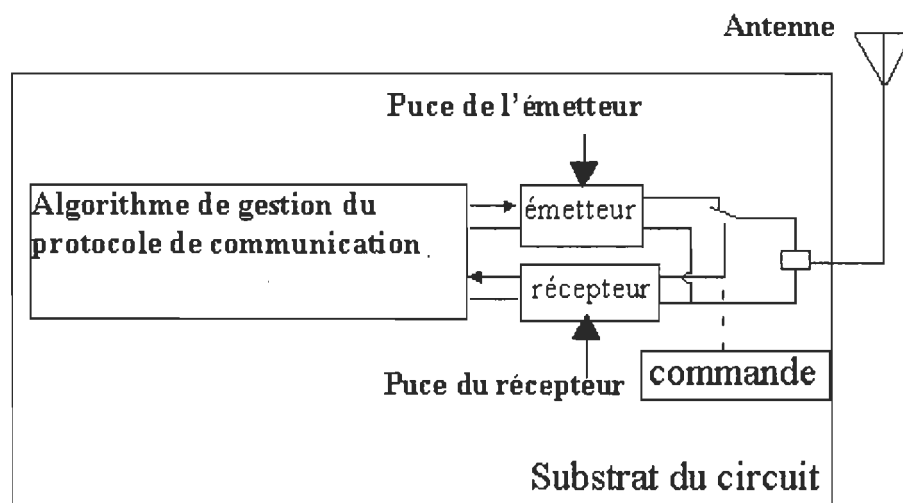 Antenne
Puce de l'émetteur
Algorithme de gestion du
protocole de communication
émetteur
récepteur
Puce du récepteur
commande
Substrat du circuit